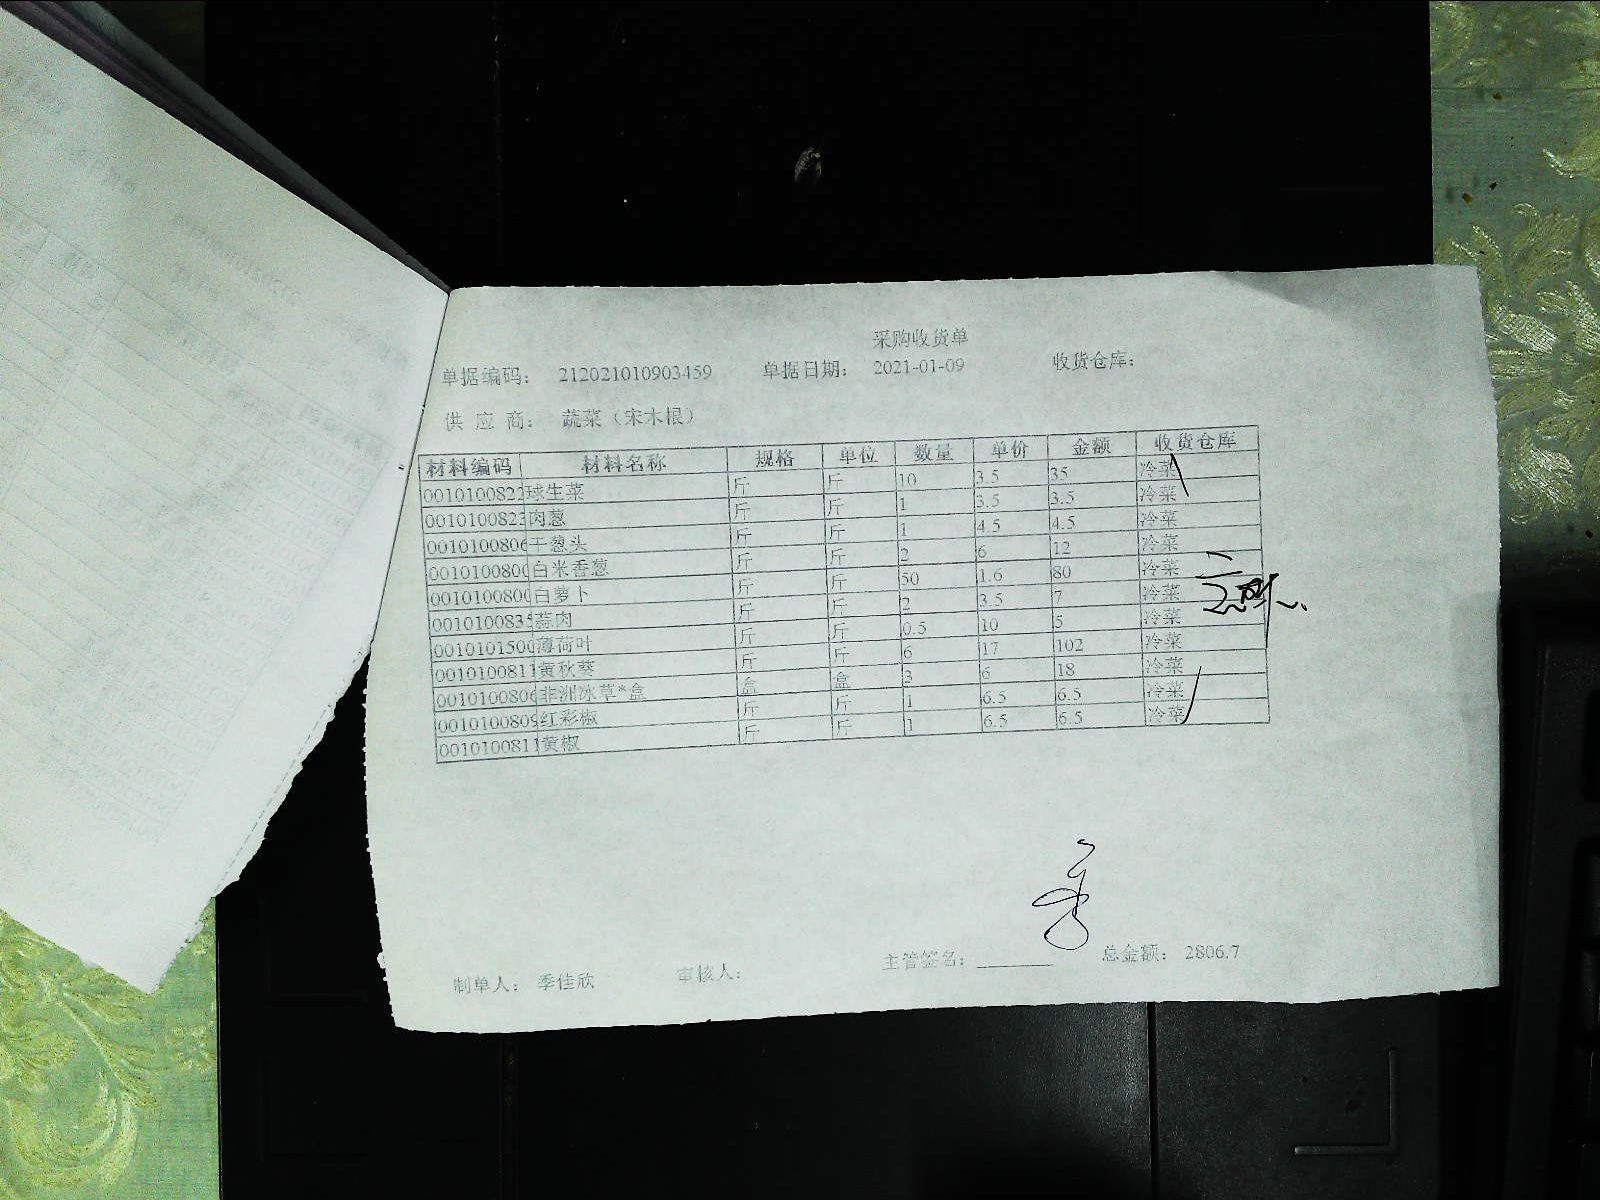 采购收货单
单据编码： 212021010903459 单据日期： 2021-01-09 收货仓库：
供 应 商： 蔬菜（宋木根）
材料编码 材料名称 规格 单位 数量 单价 金额 收货仓库
0010100822 球生菜 斤 斤 10 3.5 35 冷菜
0010100823 肉葱 斤 斤 1 3.5 3.5 冷菜
0010100806 干葱头 斤 斤 1 4.5 4.5 冷菜
001010080 白米香葱 斤 斤 2 6 12 冷菜
001010080 白萝卜 斤 斤 50 1.6 80 冷菜
001010083 蒜肉 斤 斤 2 3.5 7 冷菜
001010150 薄荷叶 斤 斤 0.5 10 5 冷菜
001010081 黄秋葵 斤 斤 6 17 102 冷菜
001010080 非洲冰草*盒 盒 盒 3 6 18 冷菜
001010080 红彩椒 斤 斤 1 6.5 6.5 冷菜
001010081 黄椒 斤 斤 1 6.5 6.5 冷菜
制单人： 季佳欣 审核人： 主管签名： 总金额： 2806.7